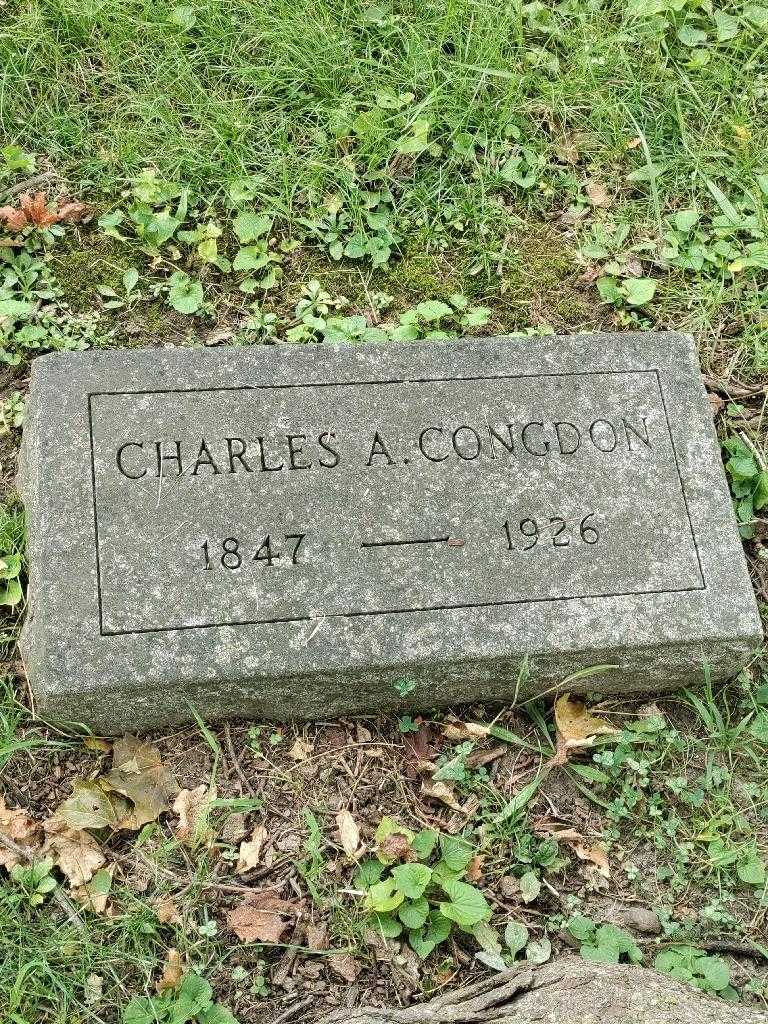 CHARLES A. CONGDON
1847 — 1926